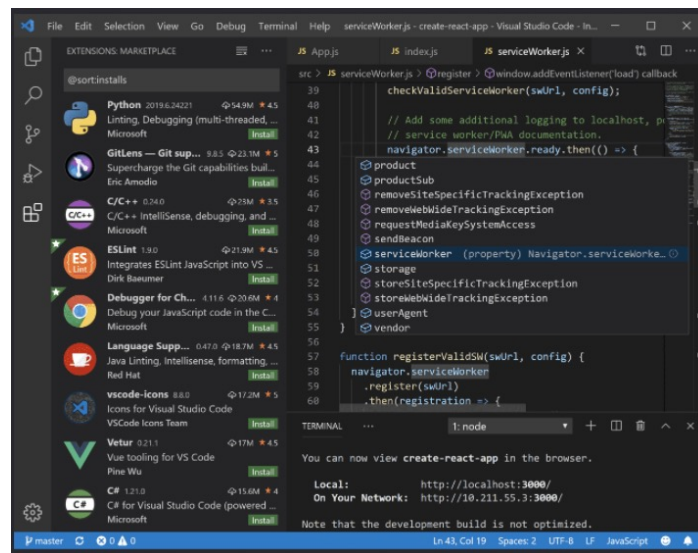 File Edit Selection View Go Debug Terminal Help serviceWorker.js - create-react-app - Visual Studio Code - In...
EXTENSIONS: MARKETPLACE
@sort:installs
Python 2019.6.24221 54.9M 4.5
Linting, Debugging (multi-threaded, ...
Microsoft Install
GitLens — Git sup... 9.8.5 23.1M 5
Supercharge the Git capabilities buil...
Eric Amodio Install
C/C++ C/C++ 0.24.0 23M 3.5
C/C++ IntelliSense, debugging, and ...
Microsoft Install
ES Lint ESLint 1.9.0 21.9M 4.5
Integrates ESLint JavaScript into VS ...
Dirk Baeumer Install
Debugger for Ch... 4.11.6 20.6M 4
Debug your JavaScript code in the C...
Microsoft Install
Language Supp... 0.47.0 18.7M 4.5
Java Linting, Intellisense, formatting, ...
Red Hat Install
vscode-icons 8.8.0 17.2M 5
Icons for Visual Studio Code
VSCode Icons Team Install
Vetur 0.21.1 17M 4.5
Vue tooling for VS Code
Pine Wu Install
C# C# 1.21.0 15.6M 4
C# for Visual Studio Code (powered ...
Microsoft Install
JS App.js JS index.js JS serviceWorker.js
src > JS serviceWorker.js > register > window.addEventListener('load') callback
39 checkValidServiceWorker(swUrl, config);
40
41 // Add some additional logging to localhost, po
42 // service worker/PWA documentation.
43 navigator.serviceWorker.ready.then(() => {
44 product
45 productSub
46 removeSiteSpecificTrackingException
47 removeWebWideTrackingException
48 requestMediaKeySystemAccess
49 sendBeacon
50 serviceWorker (property) Navigator.serviceWorke...
51 storage
52 storeSiteSpecificTrackingException
53 storeWebWideTrackingException
54 } userAgent
55 } vendor
56
57 function registerValidSW(swUrl, config) {
58 navigator.serviceWorker
59 .register(swUrl)
60 .then(registration => {
TERMINAL ... 1: node
You can now view create-react-app in the browser.
Local: http://localhost:3000/
On Your Network: http://10.211.55.3:3000/
Note that the development build is not optimized.
master 0 0 Ln 43, Col 19 Spaces: 2 UTF-8 LF JavaScript